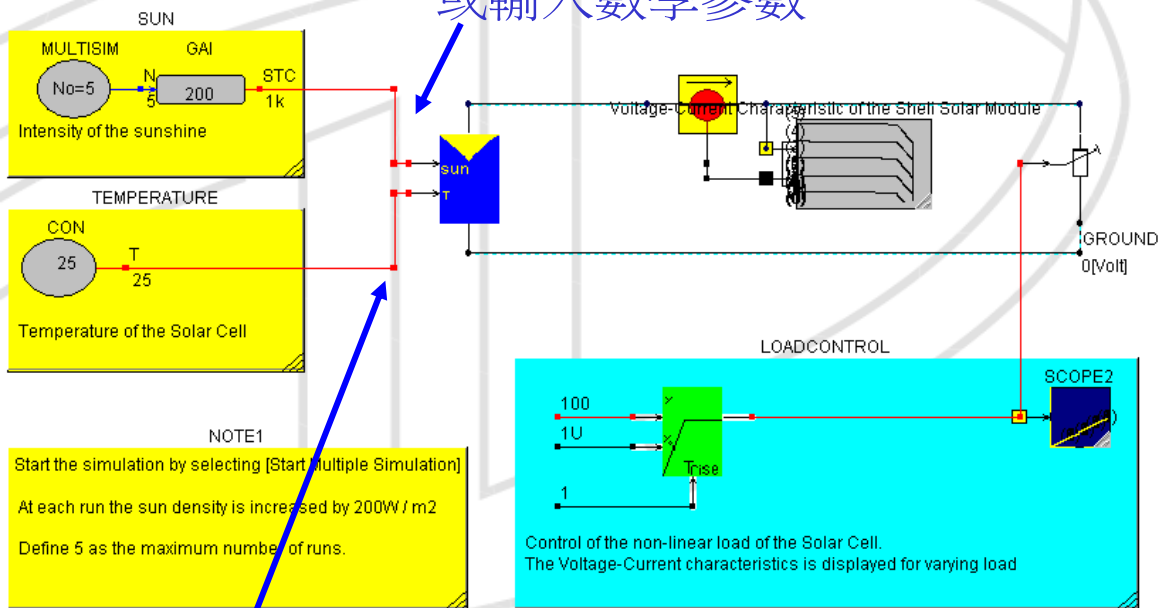 或輸入數學參數
SUN
MULTISIM
GAI
No=5
N
5
200
STC
1k
Intensity of the sunshine
TEMPERATURE
CON
25
T
25
Temperature of the Solar Cell
sun
T
Voltage-Current Characteristic of the Shell Solar Module
GROUND
0[Volt]
NOTE1
Start the simulation by selecting [Start Multiple Simulation]
At each run the sun density is increased by 200W / m2
Define 5 as the maximum number of runs.
LOADCONTROL
100
1U
1
Trise
SCOPE2
Control of the non-linear load of the Solar Cell.
The Voltage-Current characteristics is displayed for varying load